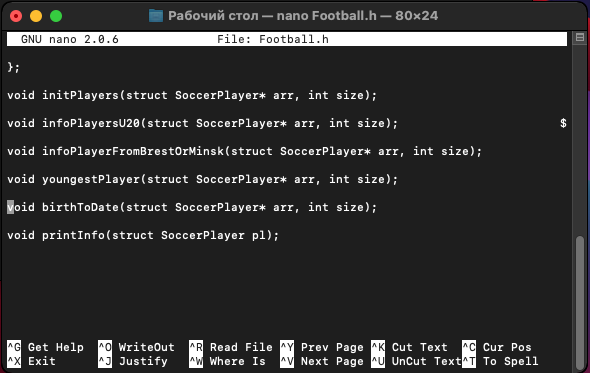 Рабочий стол — nano Football.h — 80×24
GNU nano 2.0.6 File: Football.h
};
void initPlayers(struct SoccerPlayer* arr, int size);
void infoPlayersU20(struct SoccerPlayer* arr, int size); $
void infoPlayerFromBrestOrMinsk(struct SoccerPlayer* arr, int size);
void youngestPlayer(struct SoccerPlayer* arr, int size);
void birthToDate(struct SoccerPlayer* arr, int size);
void printInfo(struct SoccerPlayer pl);
^G Get Help ^O WriteOut ^R Read File ^Y Prev Page ^K Cut Text ^C Cur Pos
^X Exit ^J Justify ^W Where Is ^V Next Page ^U UnCut Text^T To Spell